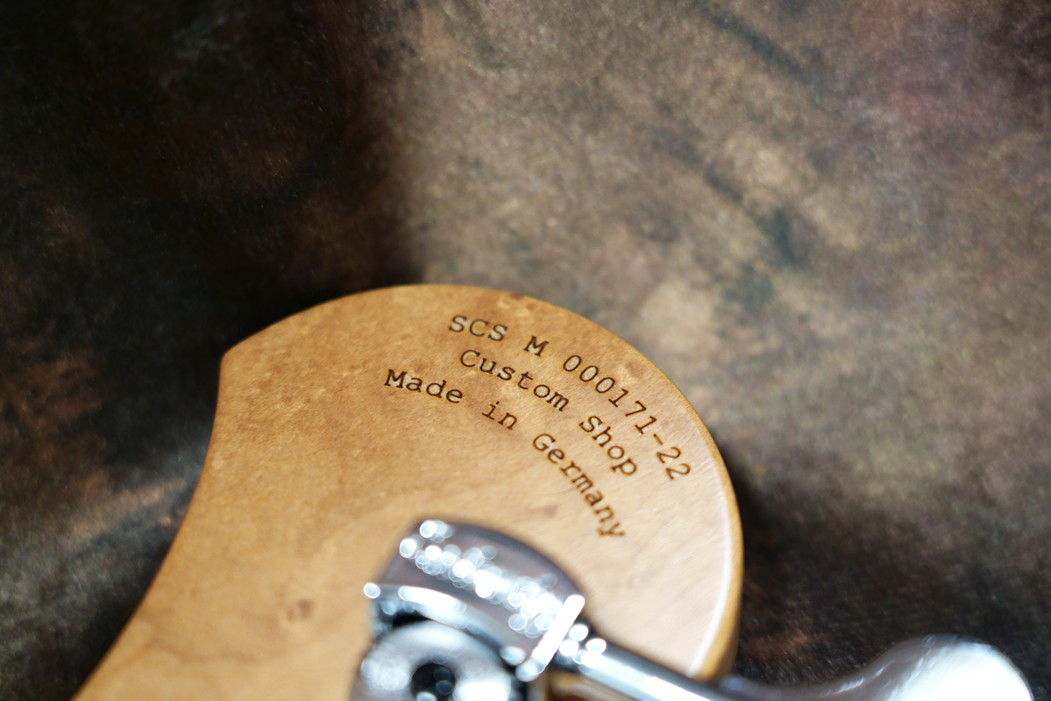 SCS M 000171-22
Custom Shop
Made in Germany